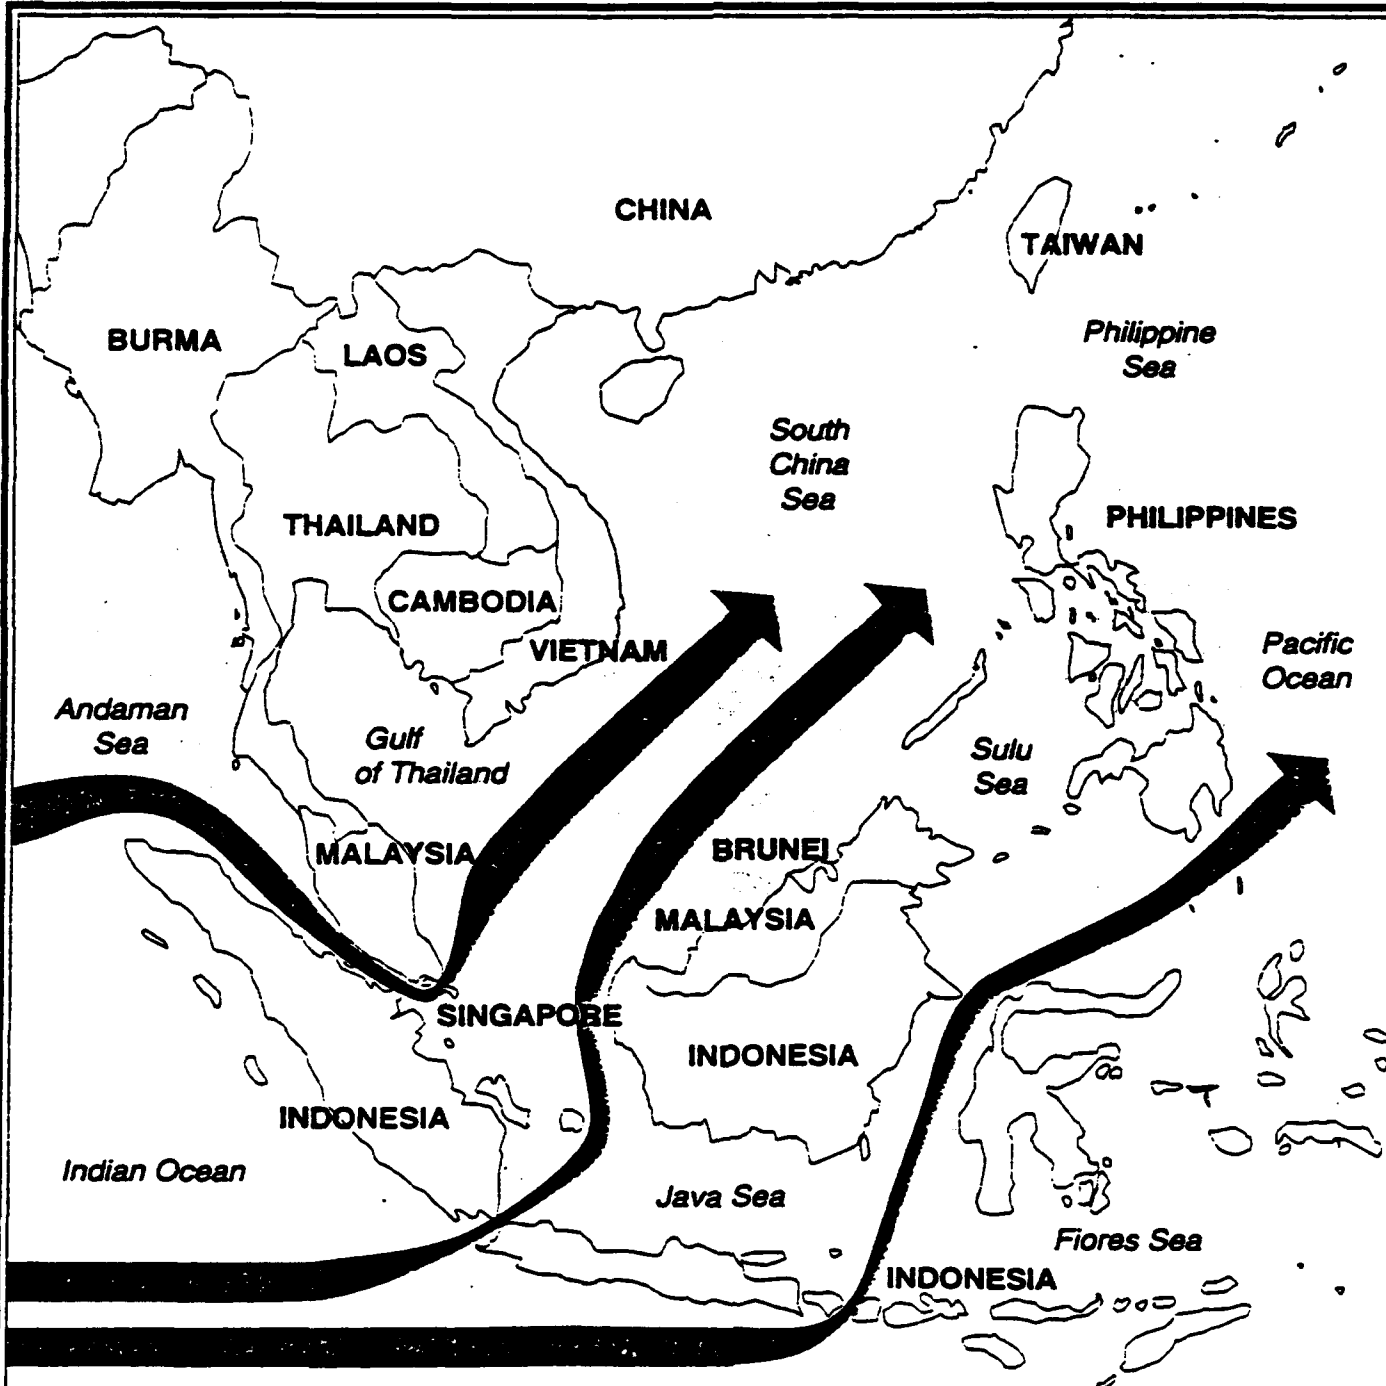 CHINA
TAIWAN
Philippine
Sea
BURMA
LAOS
South
China
Sea
THAILAND
PHILIPPINES
CAMBODIA
VIETNAM
Pacific
Ocean
Andaman
Sea
Gulf
of Thailand
Sulu
Sea
MALAYSIA
BRUNEI
MALAYSIA
SINGAPORE
INDONESIA
INDONESIA
Indian Ocean
Java Sea
Fiores Sea
INDONESIA